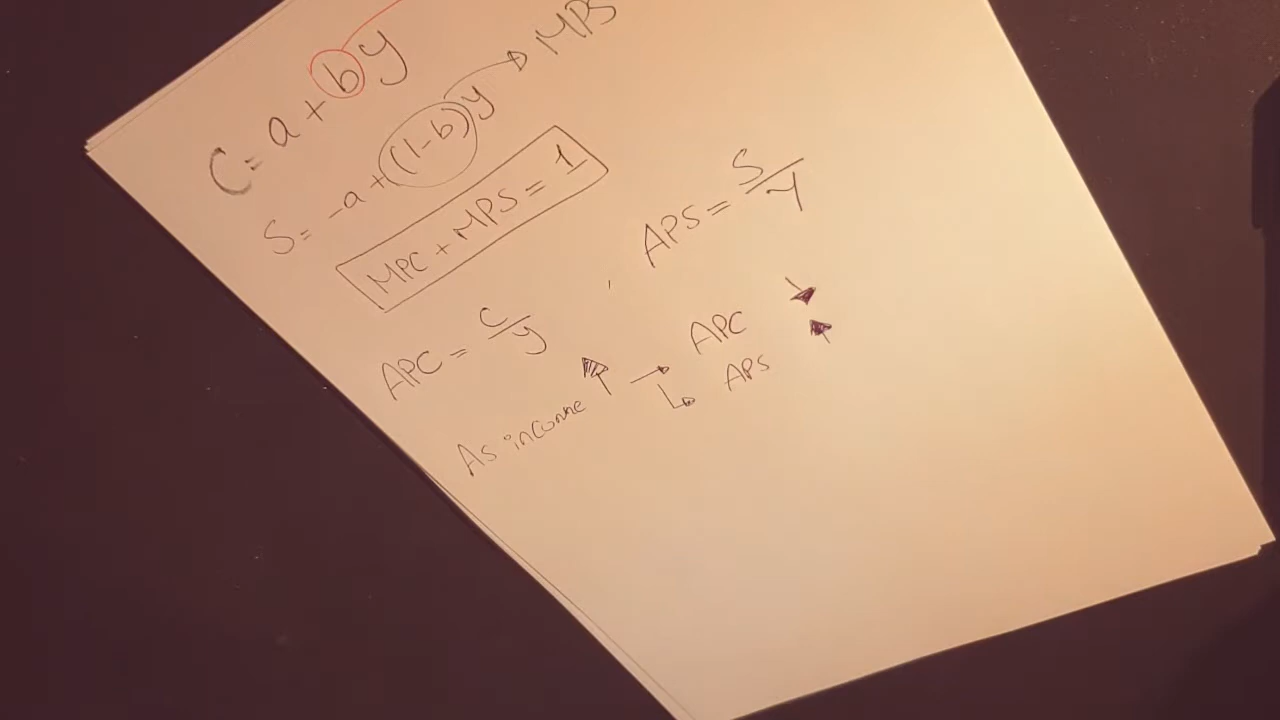 C = a + by
S = -a + (1-b)y → MPS
MPC + MPS = 1
APS = S/Y
APC = C/y
As income ↑ → APC ↓
↳ APS ↑